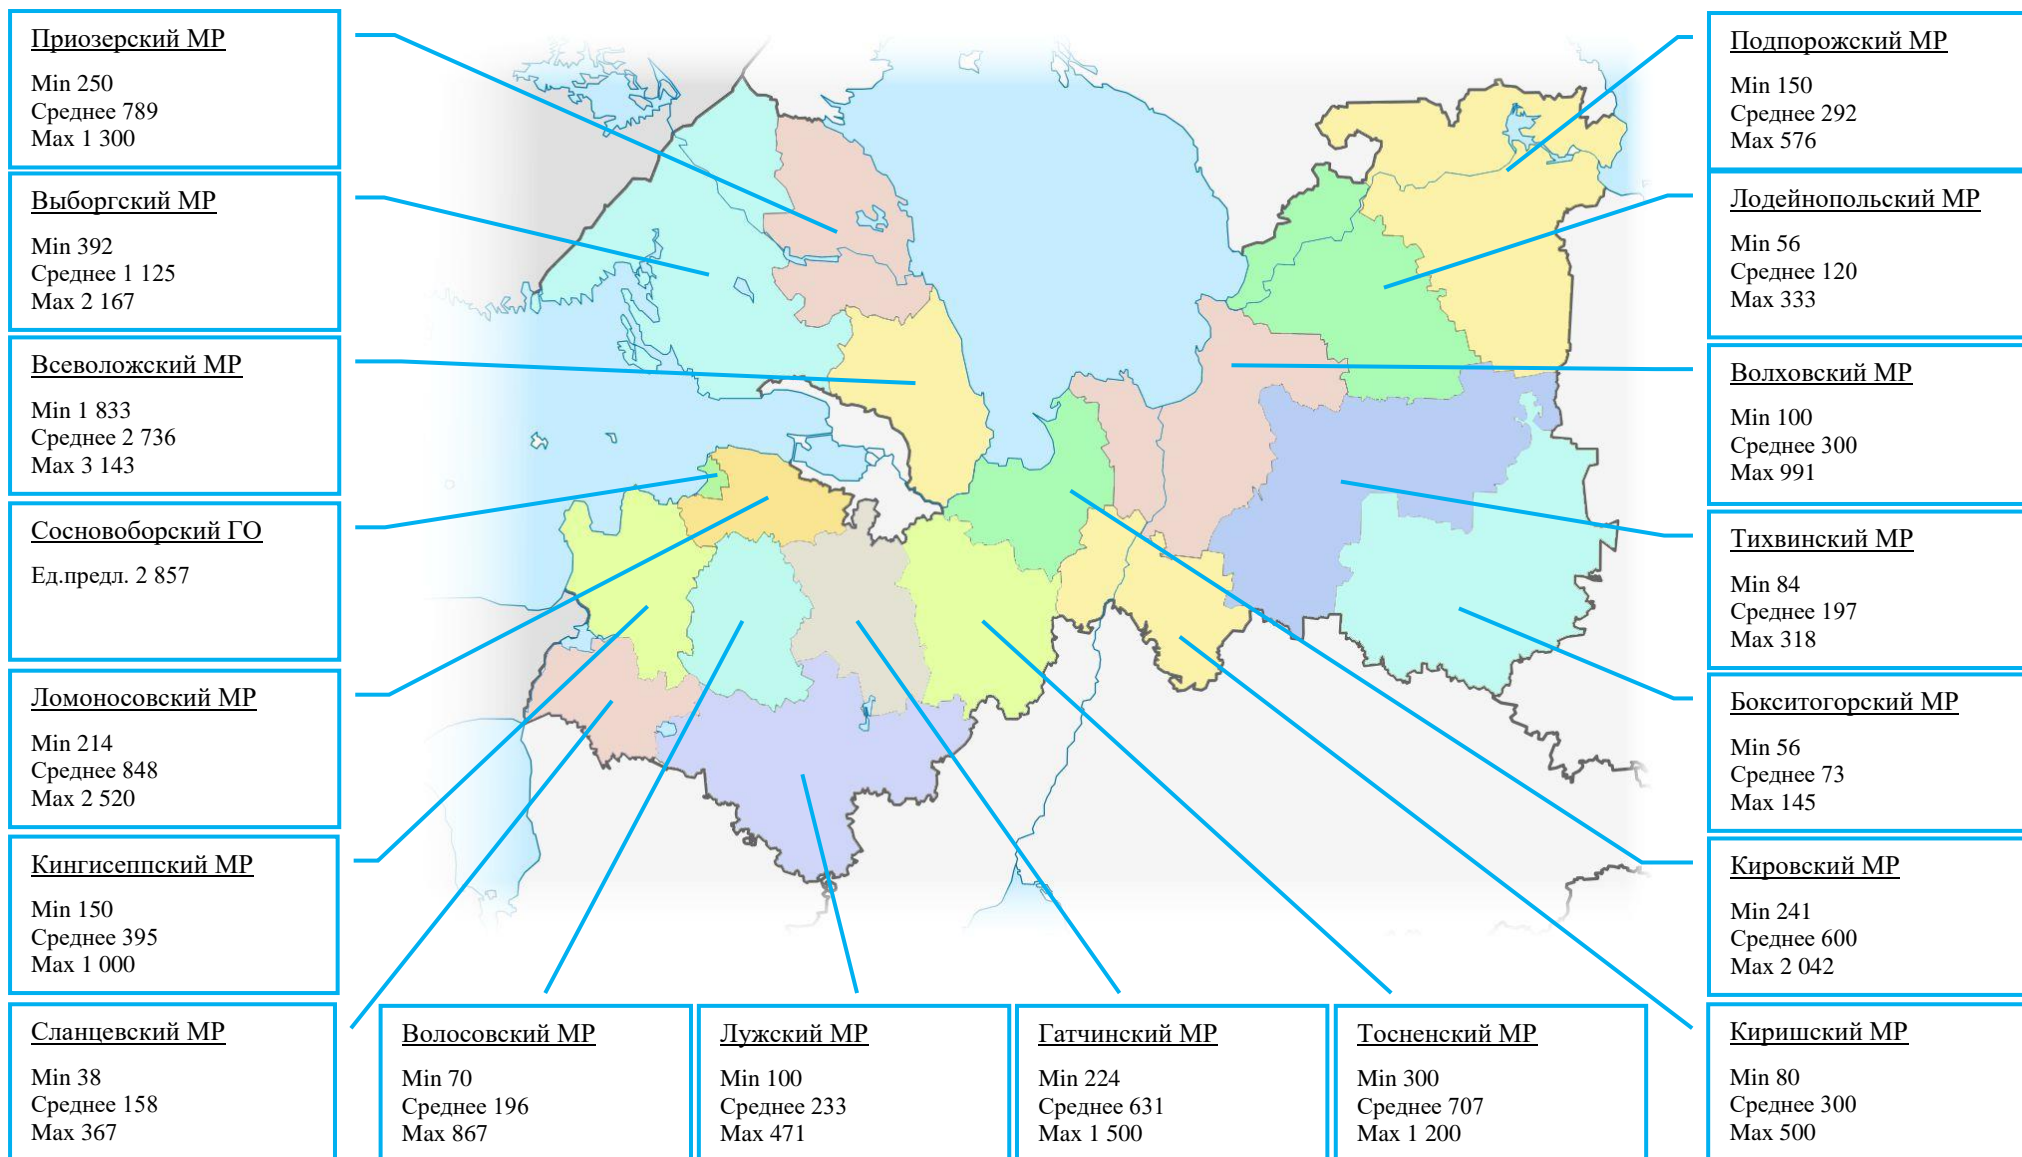 Приозерский МР
Min 250
Среднее 789
Max 1 300
Выборгский МР
Min 392
Среднее 1 125
Max 2 167
Всеволожский МР
Min 1 833
Среднее 2 736
Max 3 143
Сосновоборский ГО
Ед.предл. 2 857
Ломоносовский МР
Min 214
Среднее 848
Max 2 520
Кингисеппский МР
Min 150
Среднее 395
Max 1 000
Сланцевский МР
Min 38
Среднее 158
Max 367
Волосовский МР
Min 70
Среднее 196
Max 867
Лужский МР
Min 100
Среднее 233
Max 471
Гатчинский МР
Min 224
Среднее 631
Max 1 500
Тосненский МР
Min 300
Среднее 707
Max 1 200
Подпорожский МР
Min 150
Среднее 292
Max 576
Лодейнопольский МР
Min 56
Среднее 120
Max 333
Волховский МР
Min 100
Среднее 300
Max 991
Тихвинский МР
Min 84
Среднее 197
Max 318
Бокситогорский МР
Min 56
Среднее 73
Max 145
Кировский МР
Min 241
Среднее 600
Max 2 042
Киришский МР
Min 80
Среднее 300
Max 500